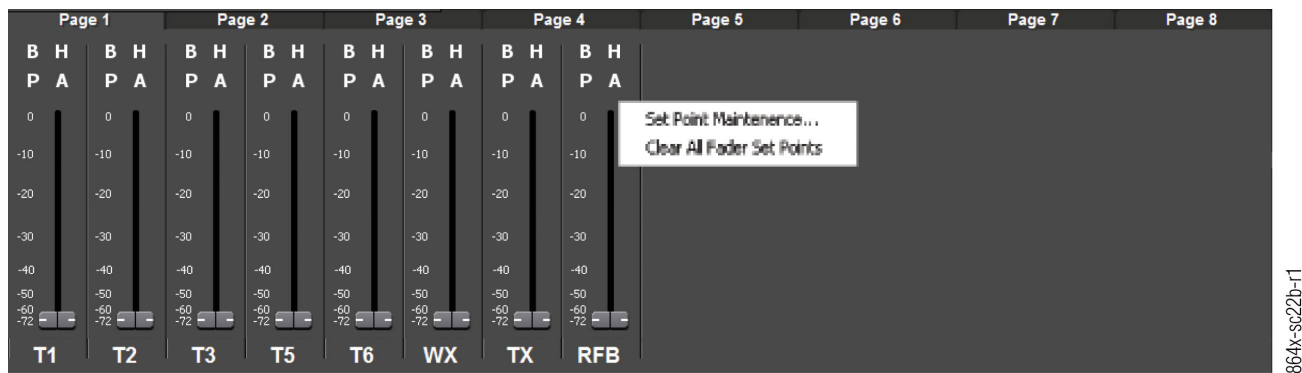 Page 1 Page 2 Page 3 Page 4 Page 5 Page 6 Page 7 Page 8
B H B H B H B H B H B H B H B H
P A P A P A P A P A P A P A P A
0 0 0 0 0 0 0 0
Set Point Maintenence...
Clear All Fader Set Points
-10 -10 -10 -10 -10 -10 -10 -10
-20 -20 -20 -20 -20 -20 -20 -20
-30 -30 -30 -30 -30 -30 -30 -30
-40 -40 -40 -40 -40 -40 -40 -40
-50 -50 -50 -50 -50 -50 -50 -50
-60 -60 -60 -60 -60 -60 -60 -60
-72 -72 -72 -72 -72 -72 -72 -72
T1 T2 T3 T5 T6 WX TX RFB
864x-sc22b-r1